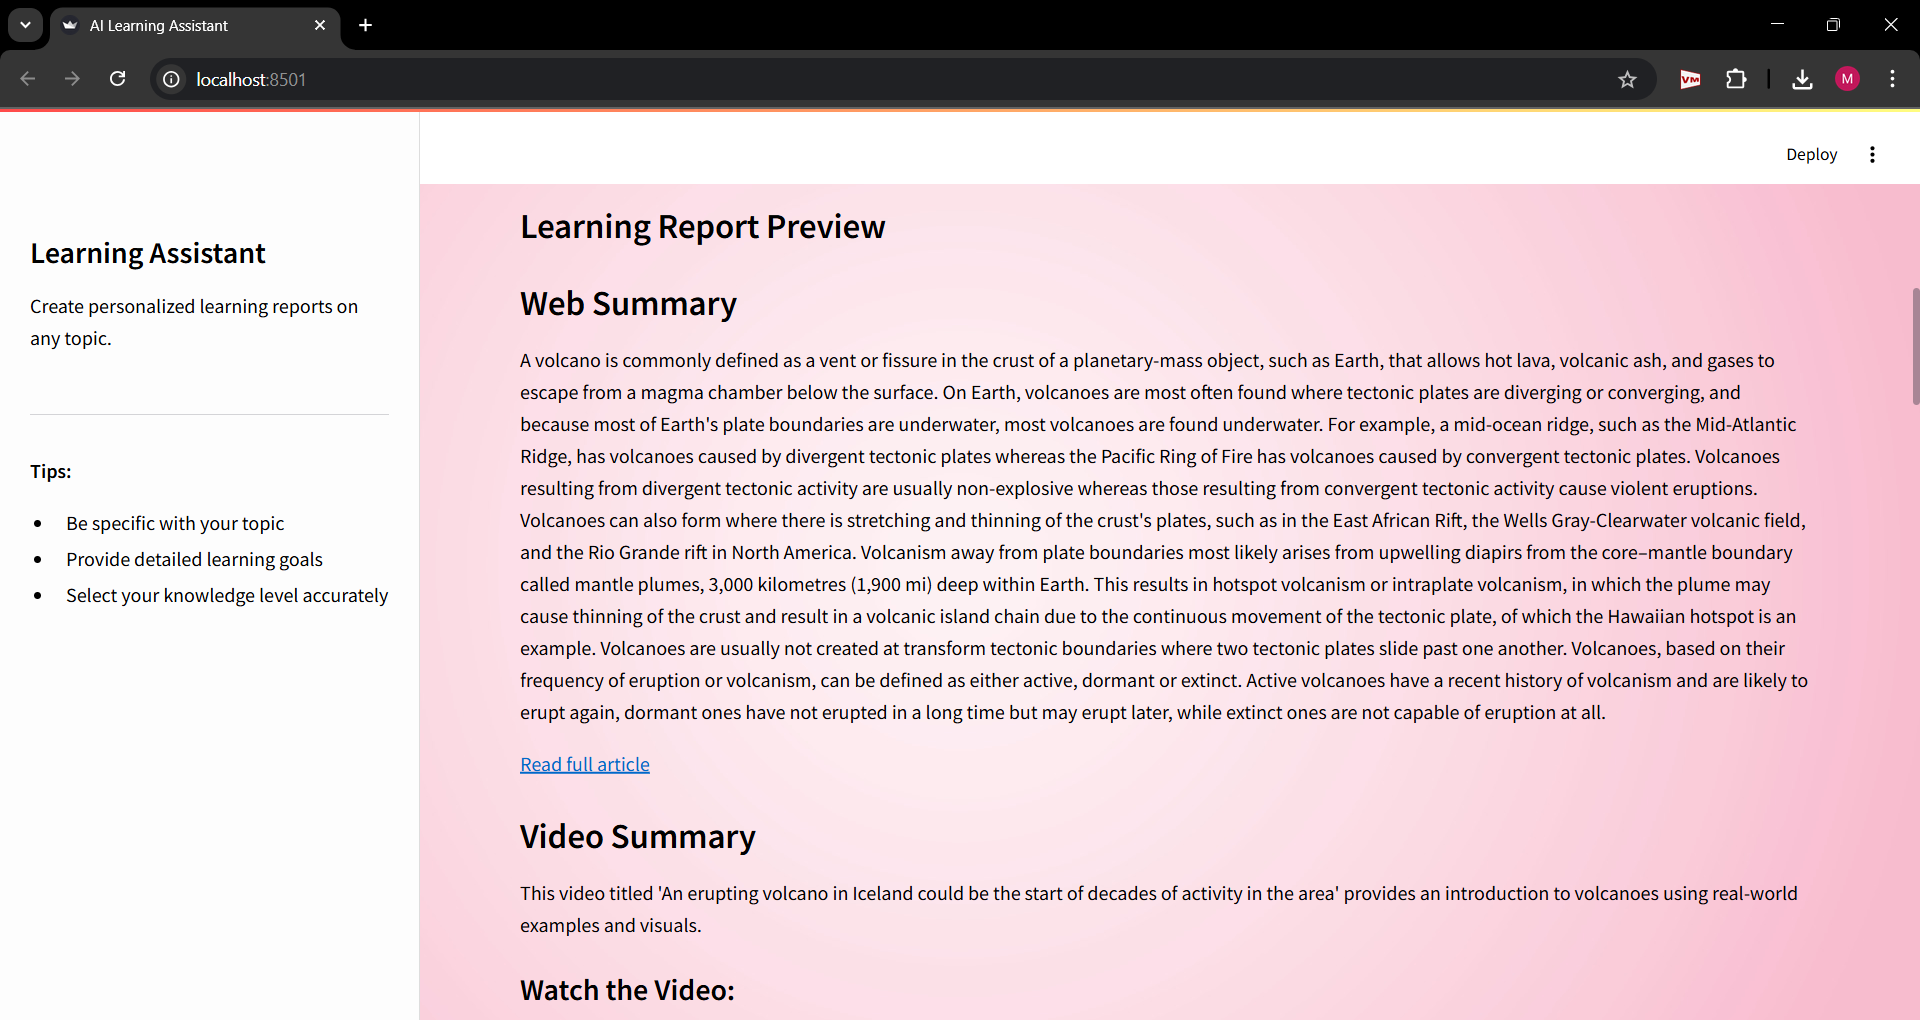 AI Learning Assistant
localhost:8501
VM
M
Deploy
Learning Assistant
Create personalized learning reports on
any topic.
Tips:
• Be specific with your topic
• Provide detailed learning goals
• Select your knowledge level accurately
Learning Report Preview
Web Summary
A volcano is commonly defined as a vent or fissure in the crust of a planetary-mass object, such as Earth, that allows hot lava, volcanic ash, and gases to
escape from a magma chamber below the surface. On Earth, volcanoes are most often found where tectonic plates are diverging or converging, and
because most of Earth's plate boundaries are underwater, most volcanoes are found underwater. For example, a mid-ocean ridge, such as the Mid-Atlantic
Ridge, has volcanoes caused by divergent tectonic plates whereas the Pacific Ring of Fire has volcanoes caused by convergent tectonic plates. Volcanoes
resulting from divergent tectonic activity are usually non-explosive whereas those resulting from convergent tectonic activity cause violent eruptions.
Volcanoes can also form where there is stretching and thinning of the crust's plates, such as in the East African Rift, the Wells Gray-Clearwater volcanic field,
and the Rio Grande rift in North America. Volcanism away from plate boundaries most likely arises from upwelling diapirs from the core–mantle boundary
called mantle plumes, 3,000 kilometres (1,900 mi) deep within Earth. This results in hotspot volcanism or intraplate volcanism, in which the plume may
cause thinning of the crust and result in a volcanic island chain due to the continuous movement of the tectonic plate, of which the Hawaiian hotspot is an
example. Volcanoes are usually not created at transform tectonic boundaries where two tectonic plates slide past one another. Volcanoes, based on their
frequency of eruption or volcanism, can be defined as either active, dormant or extinct. Active volcanoes have a recent history of volcanism and are likely to
erupt again, dormant ones have not erupted in a long time but may erupt later, while extinct ones are not capable of eruption at all.
Read full article
Video Summary
This video titled 'An erupting volcano in Iceland could be the start of decades of activity in the area' provides an introduction to volcanoes using real-world
examples and visuals.
Watch the Video: